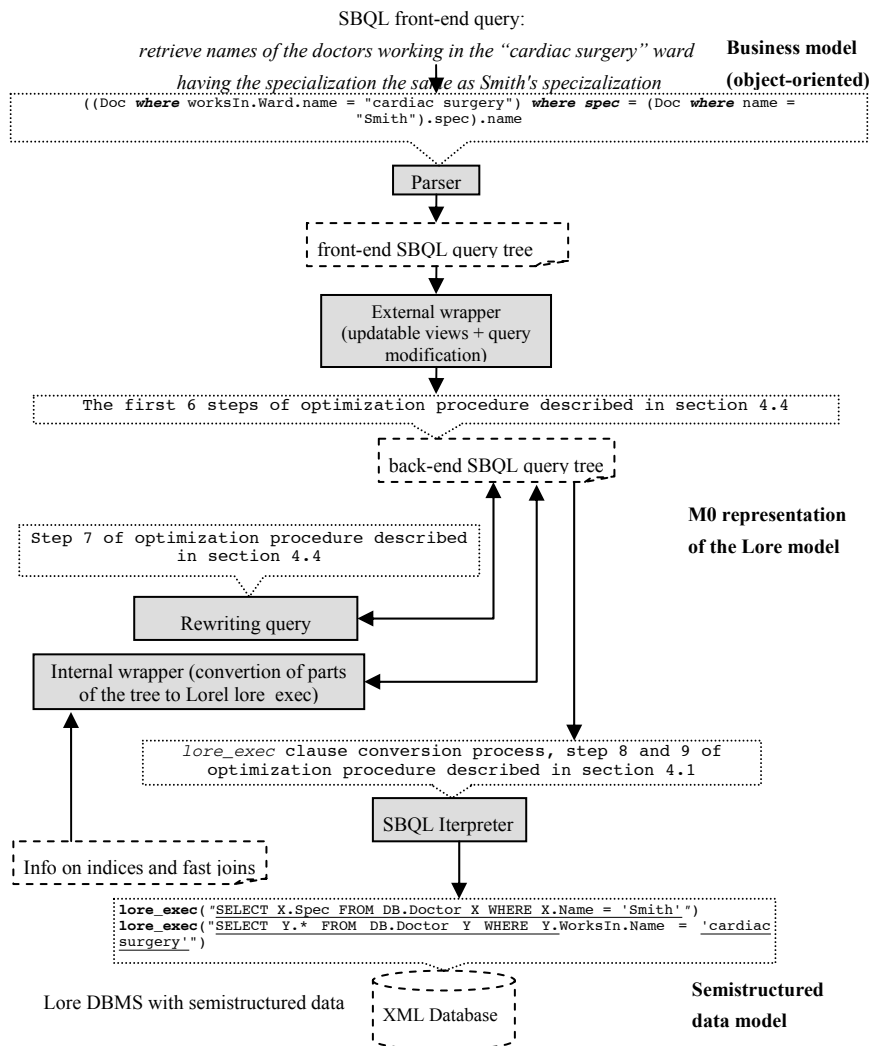 SBQL front-end query:
retrieve names of the doctors working in the “cardiac surgery” ward
having the specialization the same as Smith's spezialization
Business model
(object-oriented)
((Doc where worksIn.Ward.name = "cardiac surgery") where spec = (Doc where name =
"Smith").spec).name
Parser
front-end SBQL query tree
External wrapper
(updatable views + query
modification)
The first 6 steps of optimization procedure described in section 4.4
back-end SBQL query tree
M0 representation
of the Lore model
Step 7 of optimization procedure described
in section 4.4
Rewriting query
Internal wrapper (convertion of parts
of the tree to Lorel lore exec)
lore_exec clause conversion process, step 8 and 9 of
optimization procedure described in section 4.1
SBQL Iterpreter
Info on indices and fast joins
lore_exec("SELECT X.Spec FROM DB.Doctor X WHERE X.Name = 'Smith'")
lore_exec("SELECT Y.* FROM DB.Doctor Y WHERE Y.WorksIn.Name = 'cardiac
surgery'")
Lore DBMS with semistructured data
XML Database
Semistructured
data model